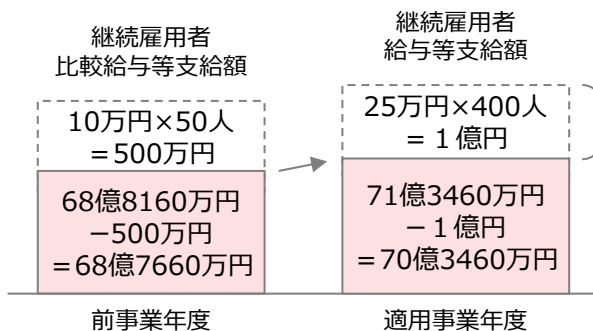 継続雇用者
比較給与等支給額
10万円×50人
＝500万円
68億8160万円
－500万円
＝68億7660万円
前事業年度
継続雇用者
給与等支給額
25万円×400人
＝１億円
71億3460万円
－１億円
＝70億3460万円
適用事業年度